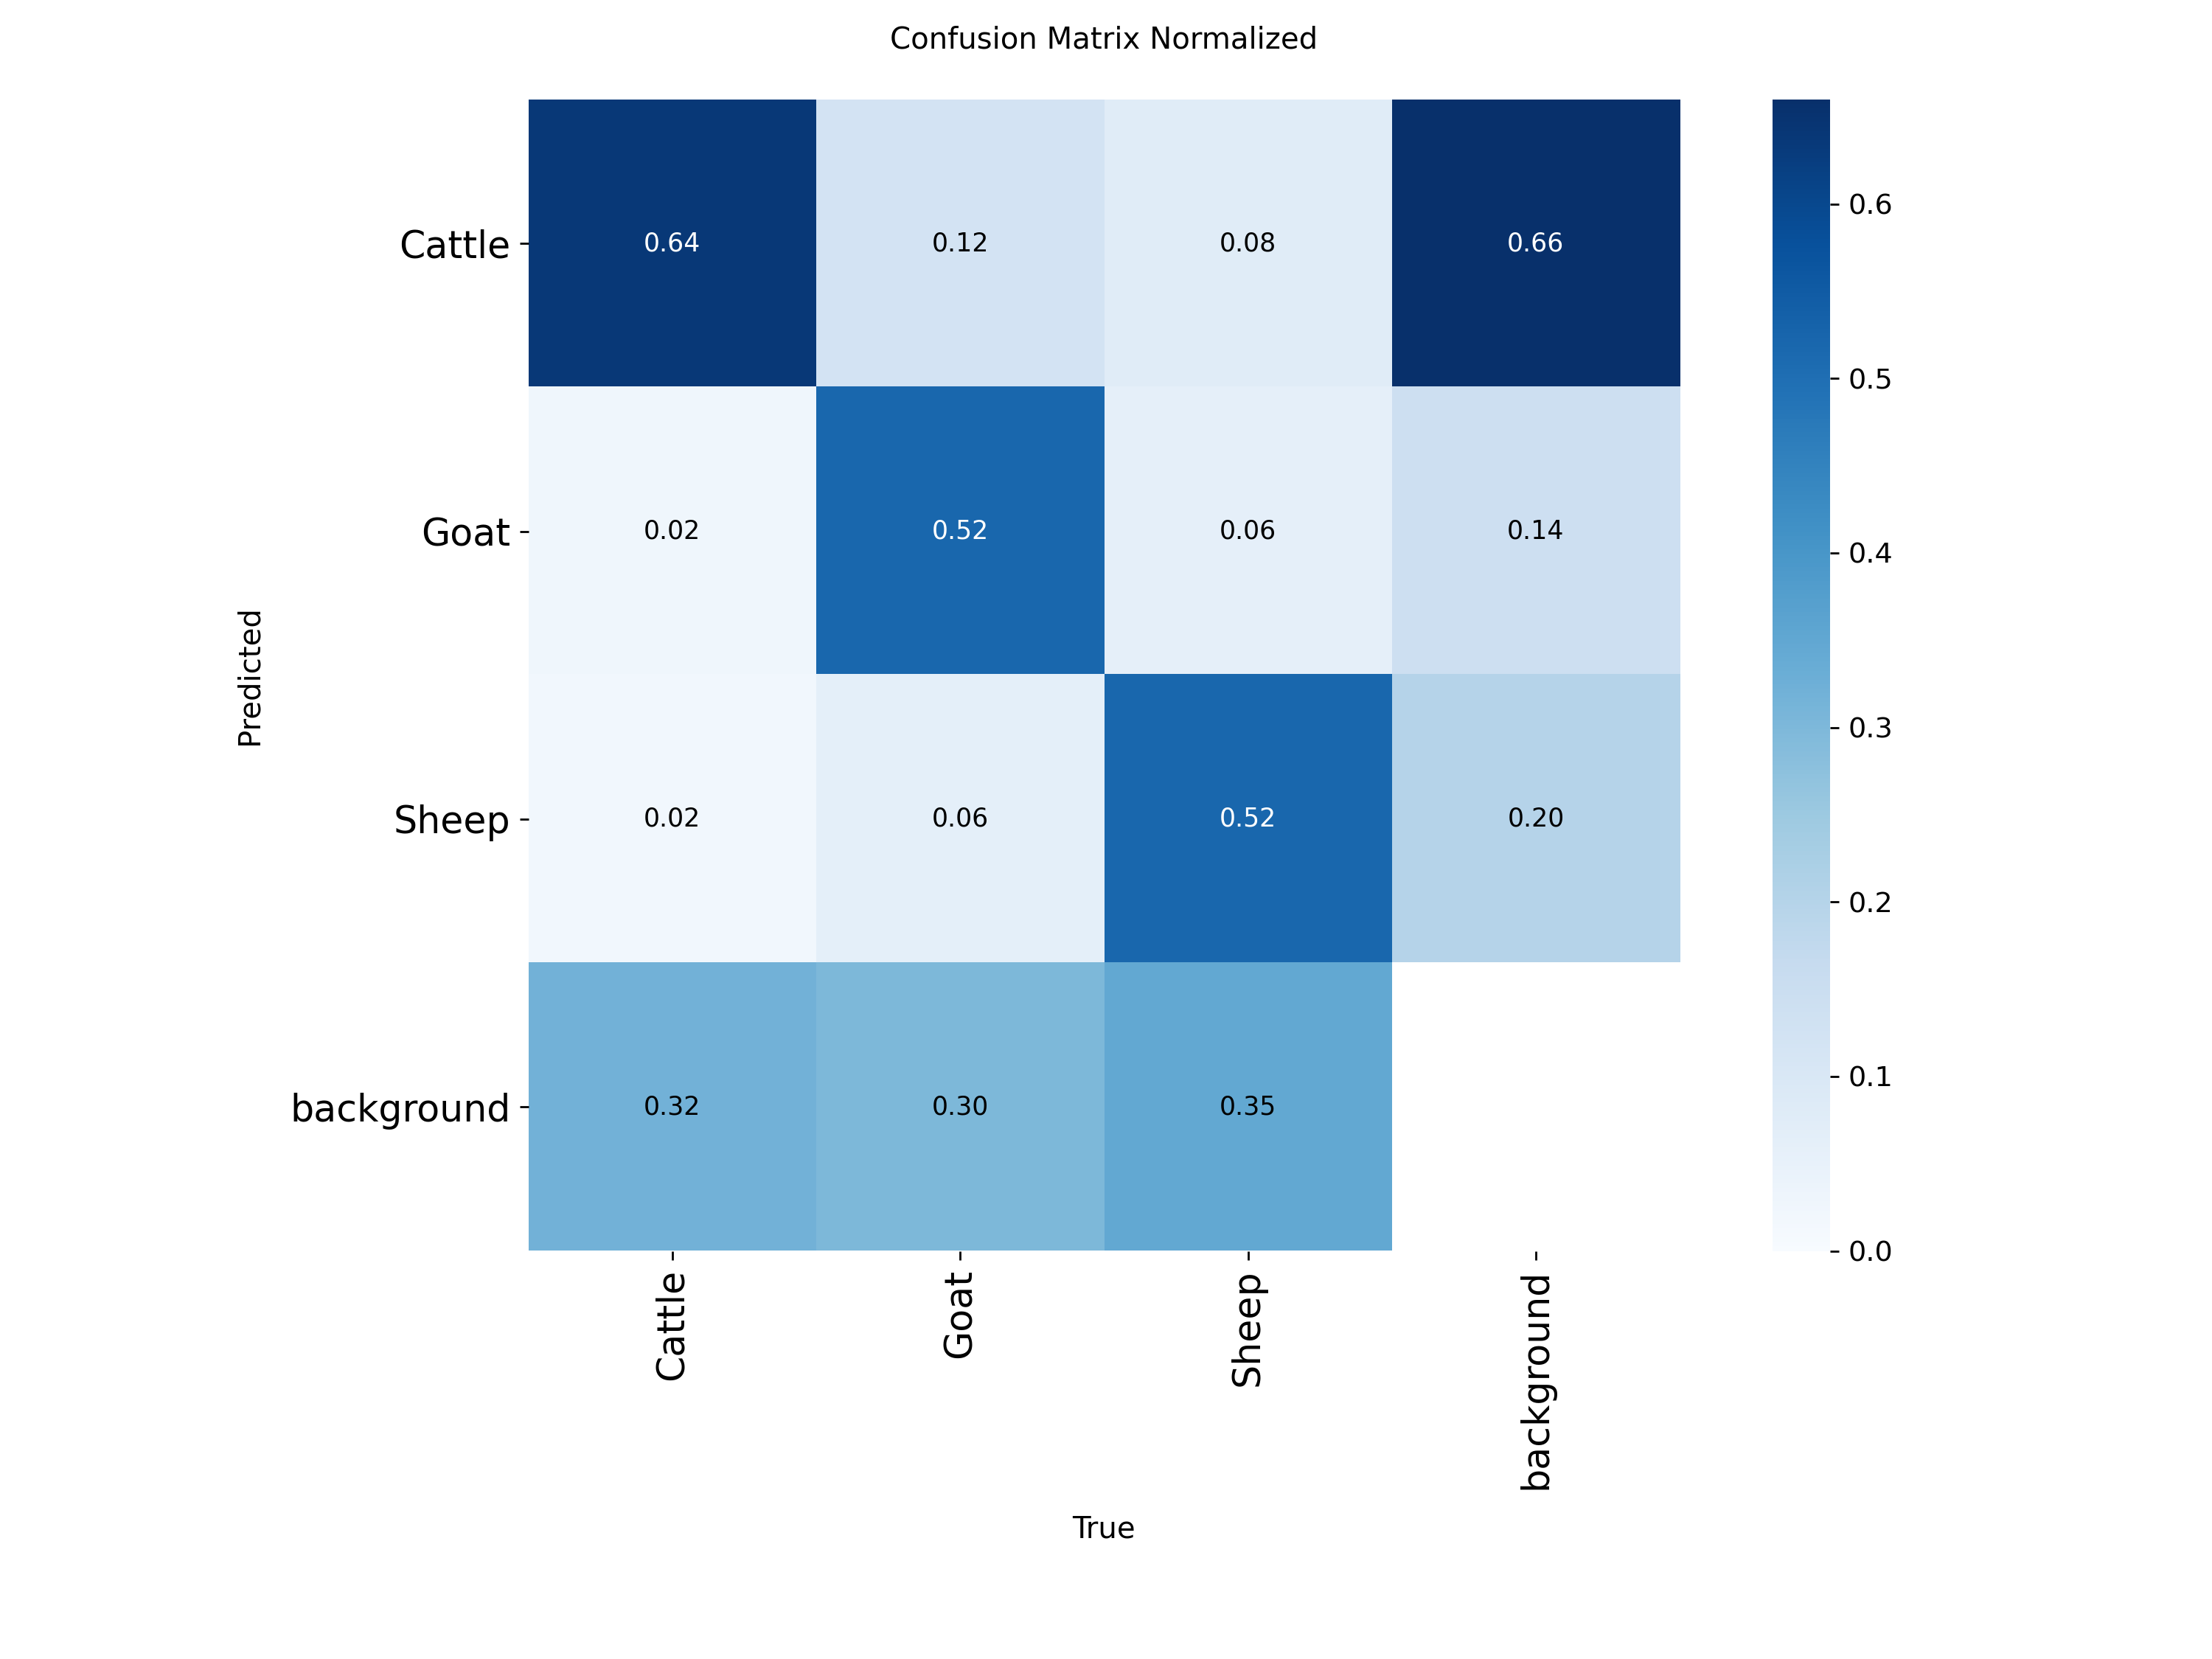 Confusion Matrix Normalized
Cattle 0.64 0.12 0.08 0.66
Goat 0.02 0.52 0.06 0.14
Sheep 0.02 0.06 0.52 0.20
background 0.32 0.30 0.35
Predicted
Cattle Goat Sheep background
True
0.6
0.5
0.4
0.3
0.2
0.1
0.0